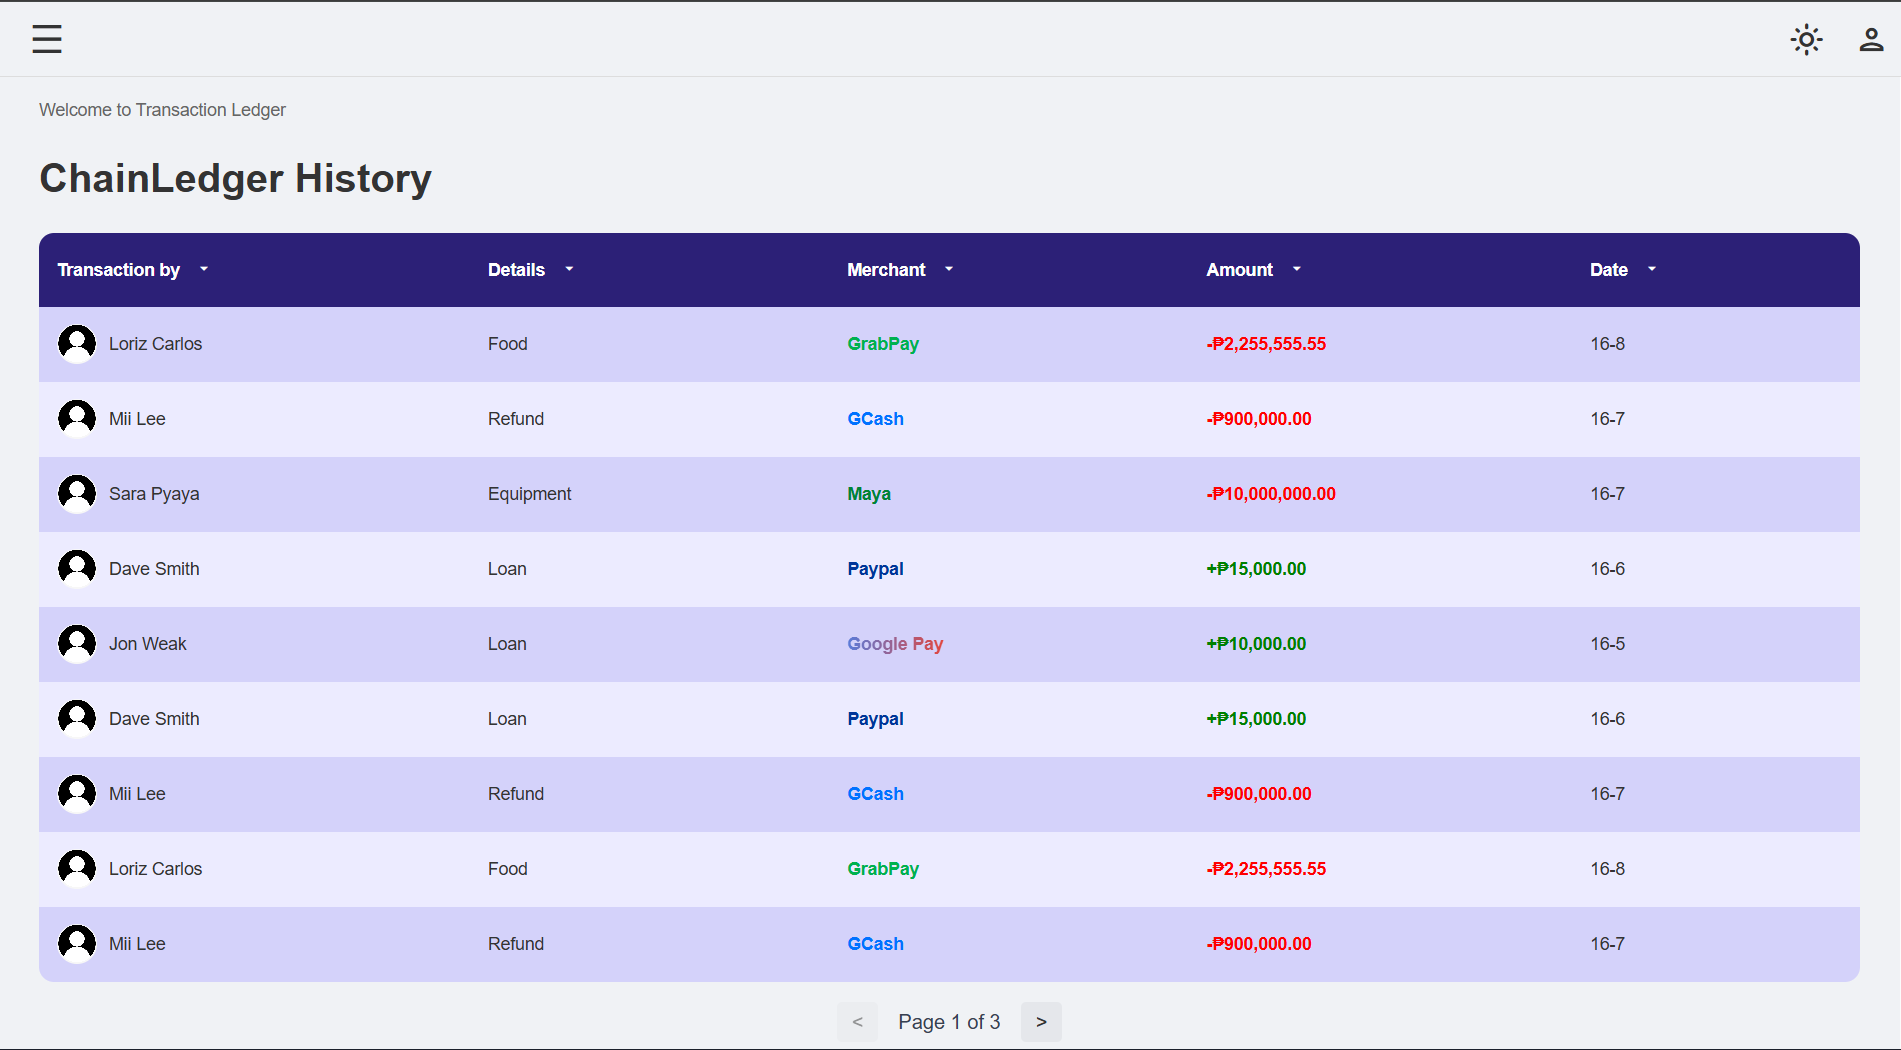 Welcome to Transaction Ledger
ChainLedger History
Transaction by Details Merchant Amount Date
Loriz Carlos Food GrabPay -₱2,255,555.55 16-8
Mii Lee Refund GCash -₱900,000.00 16-7
Sara Pyaya Equipment Maya -₱10,000,000.00 16-7
Dave Smith Loan Paypal +₱15,000.00 16-6
Jon Weak Loan Google Pay +₱10,000.00 16-5
Dave Smith Loan Paypal +₱15,000.00 16-6
Mii Lee Refund GCash -₱900,000.00 16-7
Loriz Carlos Food GrabPay -₱2,255,555.55 16-8
Mii Lee Refund GCash -₱900,000.00 16-7
< Page 1 of 3 >